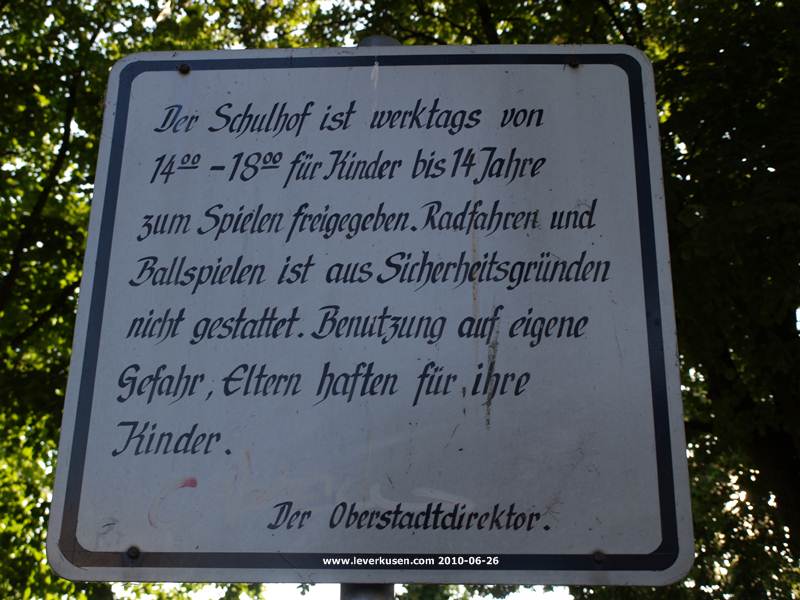 Der Schulhof ist werktags von
14ºº – 18ºº für Kinder bis 14 Jahre
zum Spielen freigegeben. Radfahren und
Ballspielen ist aus Sicherheitsgründen
nicht gestattet. Benutzung auf eigene
Gefahr, Eltern haften für ihre
Kinder.
Der Oberstadtdirektor.
www.leverkusen.com 2010-06-26